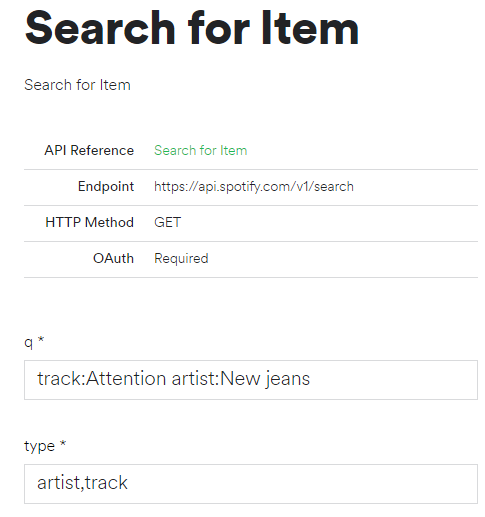 Search for Item
Search for Item
API Reference Search for Item
Endpoint https://api.spotify.com/v1/search
HTTP Method GET
OAuth Required
q *
track:Attention artist:New jeans
type *
artist,track